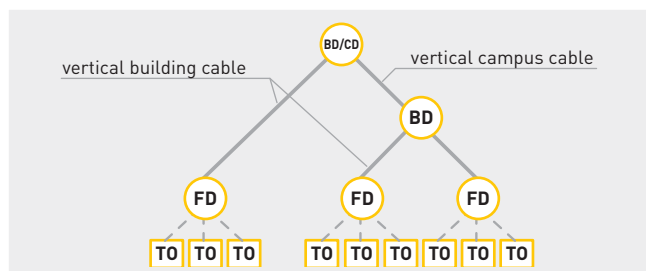 BD/CD
vertical building cable
vertical campus cable
BD
FD
FD
FD
TO TO TO
TO TO TO TO TO TO